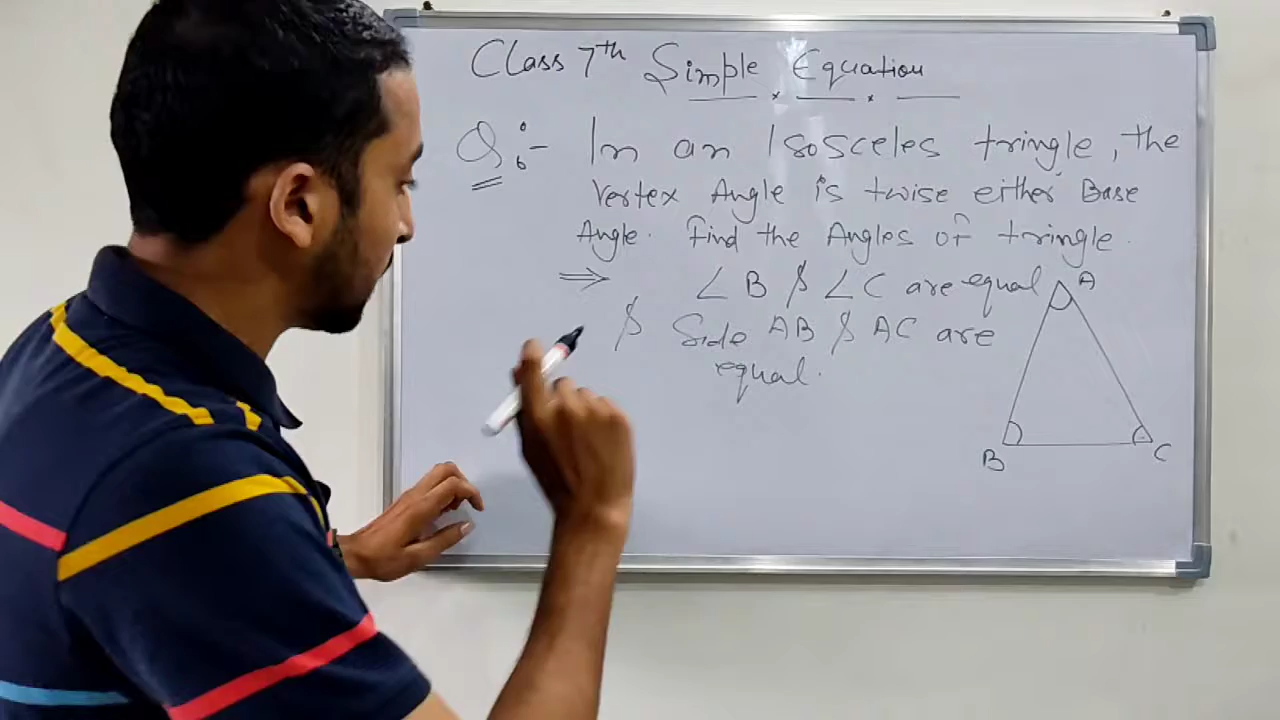 Class 7th Simple Equation
Q:- In an Isosceles tringle, the
Vertex Angle is twise either Base
Angle. Find the Angles of tringle.
⇒ ∠B & ∠C are equal
& Side AB & AC are
equal.
A
B
C